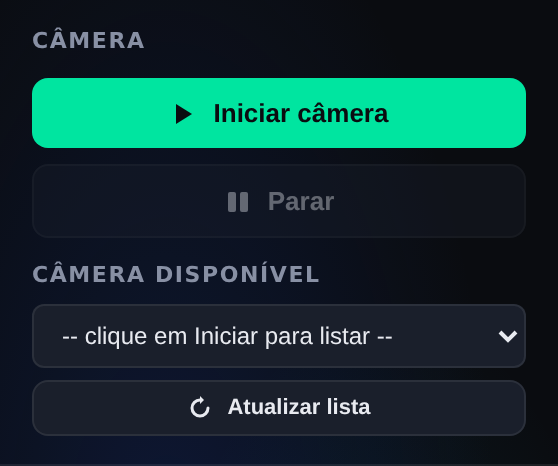 CÂMERA
Iniciar câmera
Parar
CÂMERA DISPONÍVEL
-- clique em Iniciar para listar --
Atualizar lista